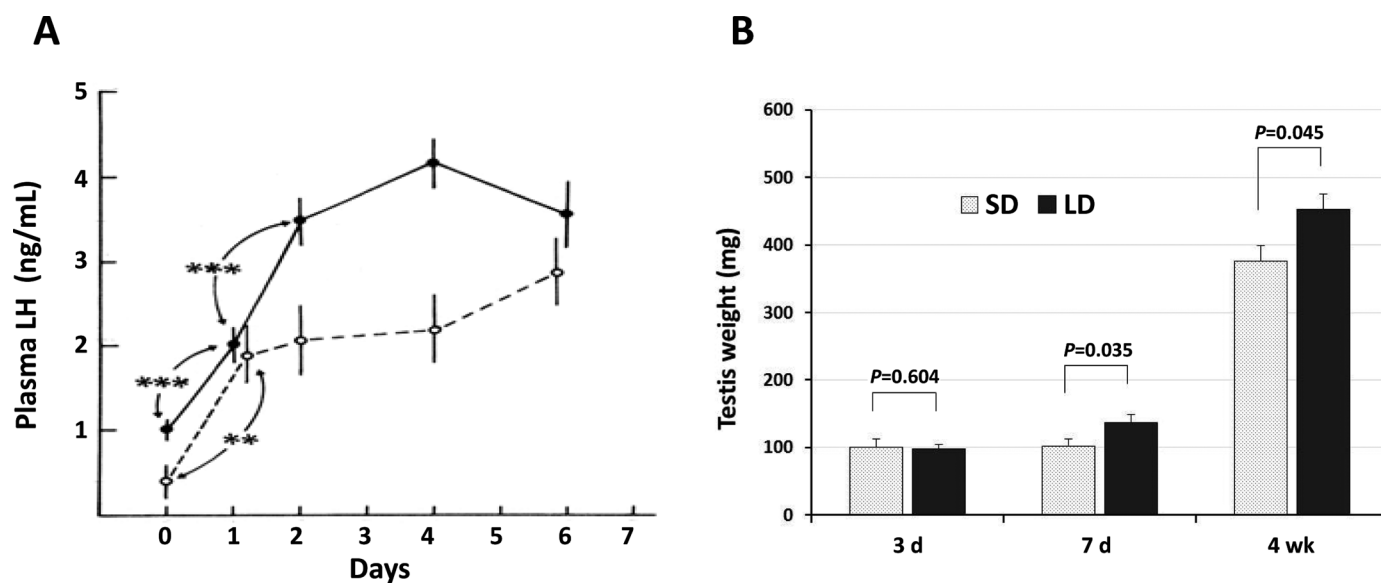 A
Plasma LH (ng/mL)
5
4
3
2
1
***
***
**
0 1 2 3 4 5 6 7
Days
B
Testis weight (mg)
600
500
400
300
200
100
0
SD LD
P=0.604
P=0.035
P=0.045
3 d 7 d 4 wk